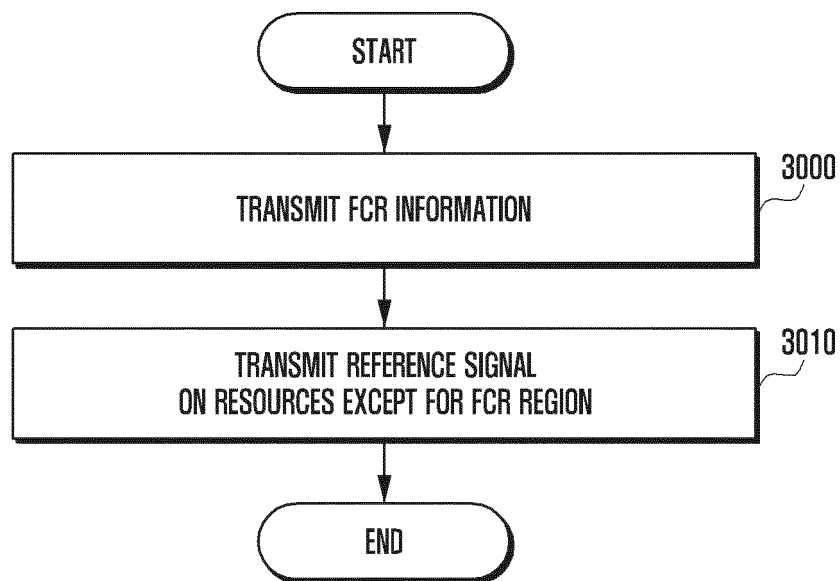 START
TRANSMIT FCR INFORMATION
3000
TRANSMIT REFERENCE SIGNAL
ON RESOURCES EXCEPT FOR FCR REGION
3010
END